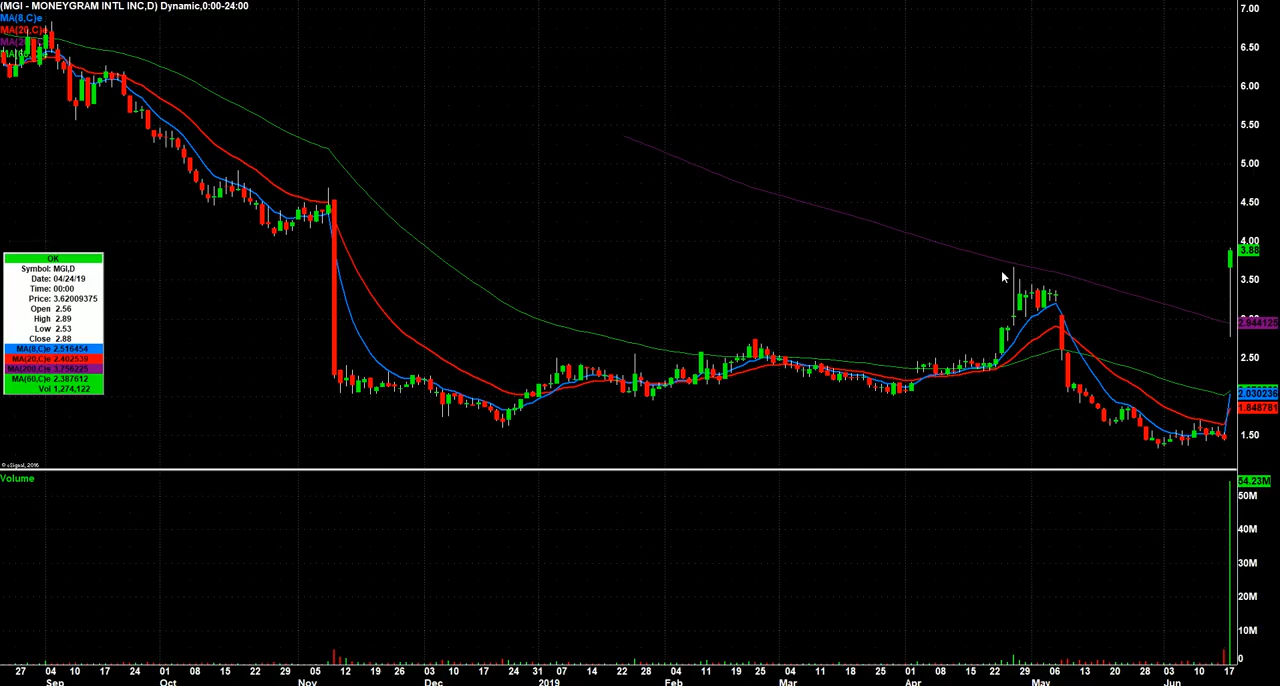 (MGI - MONEYGRAM INTL INC,D) Dynamic,0:00-24:00
MA(8,C)e
MA(20,C)e
7.00
6.50
6.00
5.50
5.00
4.50
4.00
3.88
3.50
2.944125
2.50
2.030236
1.848781
1.50
OK
Symbol: MGI,D
Date: 04/24/19
Time: 00:00
Price: 3.62009375
Open 2.56
High 2.89
Low 2.53
Close 2.88
MA(8,C)e 2.516454
MA(20,C)e 2.402539
MA(200,C)e 3.756225
MA(60,C)e 2.387612
Vol 1,274,122
© eSignal, 2016
Volume
54.23M
50M
40M
30M
20M
10M
0
27 04 10 17 24 01 08 15 22 29 05 12 19 26 03 10 17 24 31 07 14 22 28 04 11 19 25 04 11 18 25 01 08 15 22 29 06 13 20 28 03 10 17
Sep Oct Nov Dec 2019 Feb Mar Apr May Jun